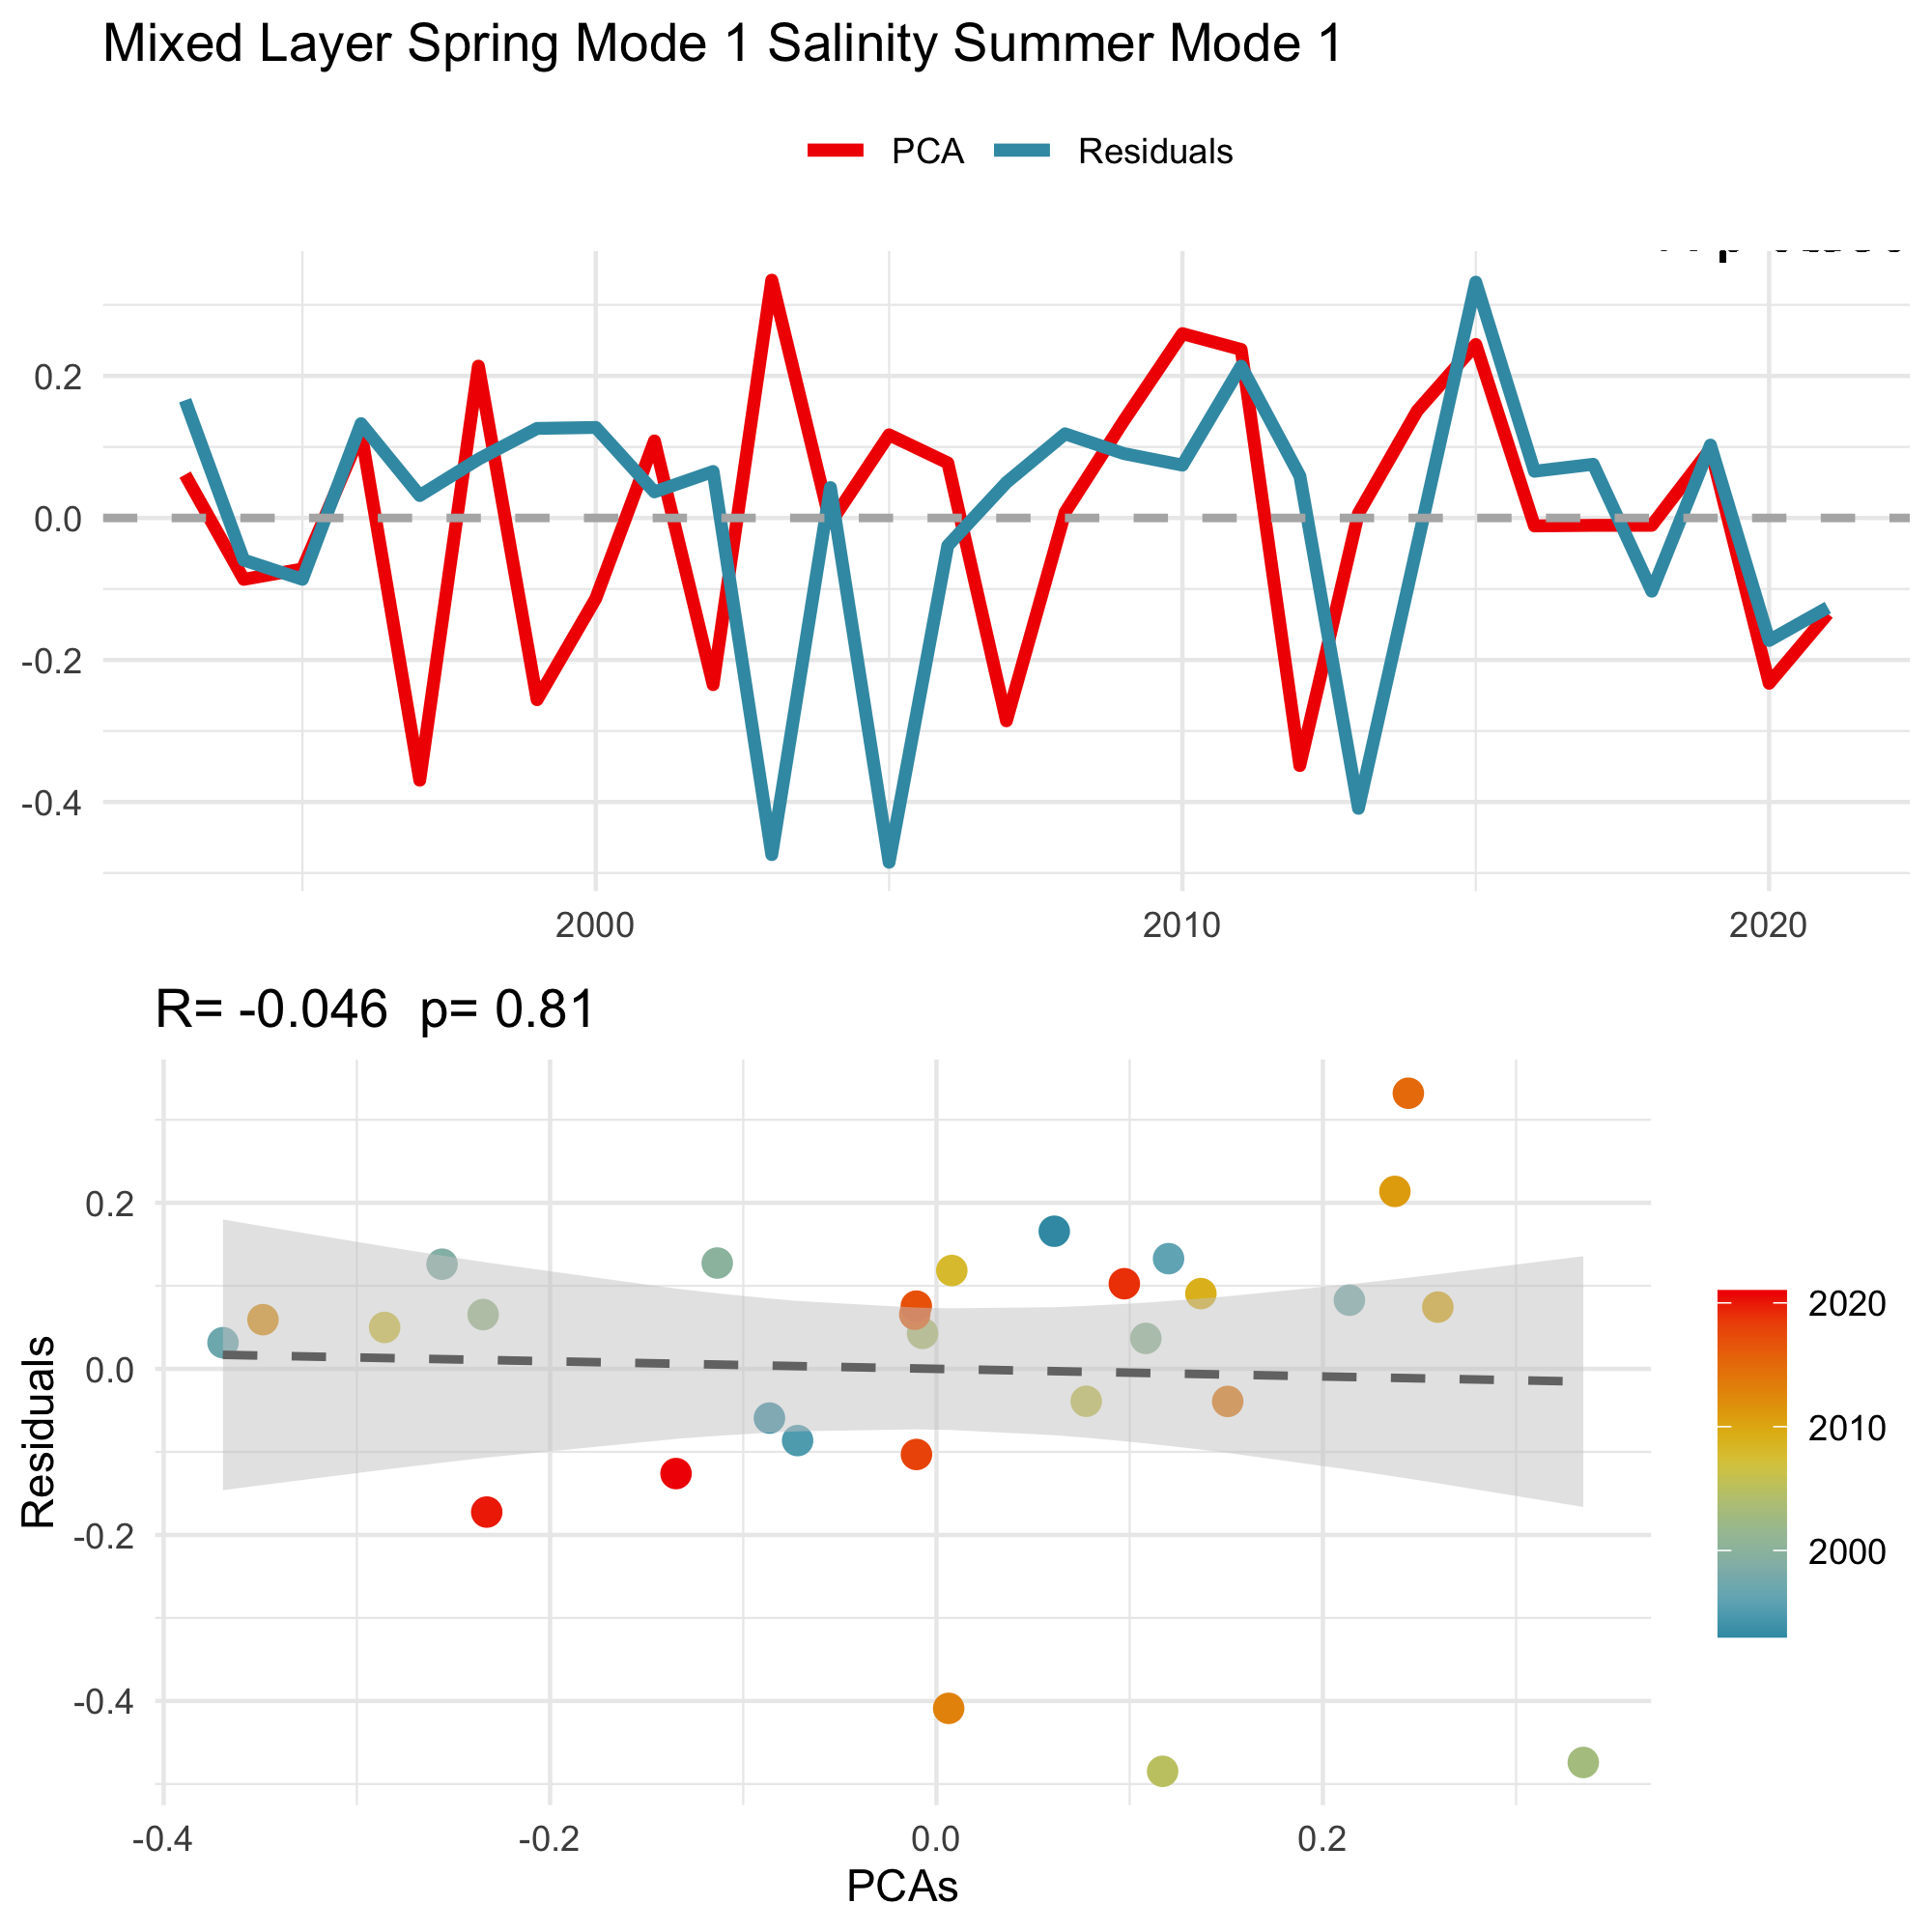 Mixed Layer Spring Mode 1 Salinity Summer Mode 1
PCA Residuals
0.2
0.0
-0.2
-0.4
2000 2010 2020
R= -0.046 p= 0.81
Residuals
0.2
0.0
-0.2
-0.4
-0.4 -0.2 0.0 0.2
PCAs
2020
2010
2000